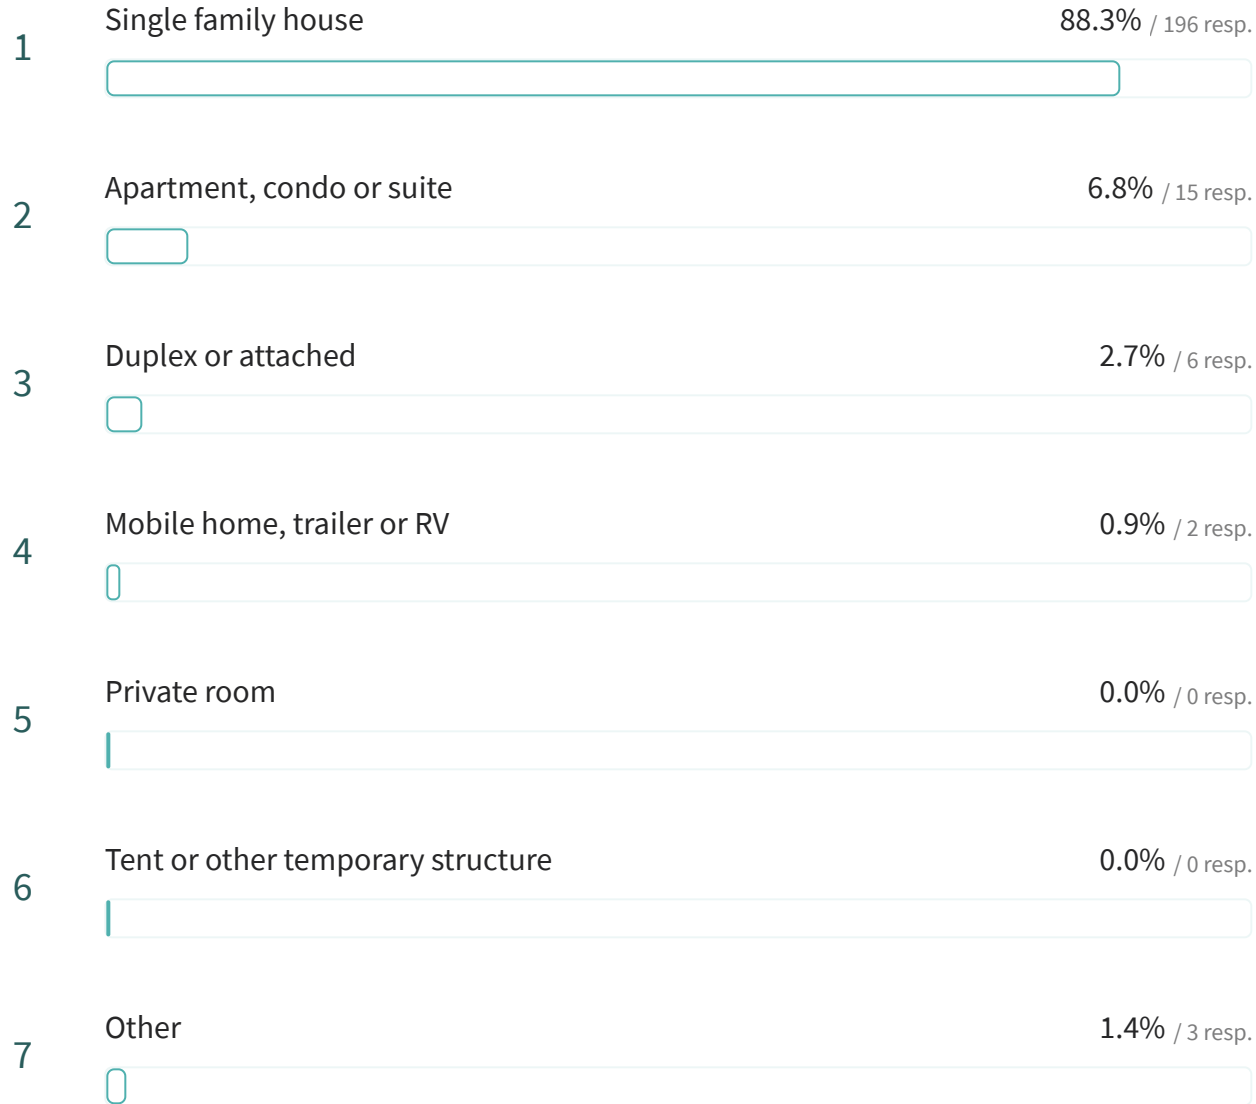 1 Single family house 88.3% / 196 resp.
2 Apartment, condo or suite 6.8% / 15 resp.
3 Duplex or attached 2.7% / 6 resp.
4 Mobile home, trailer or RV 0.9% / 2 resp.
5 Private room 0.0% / 0 resp.
6 Tent or other temporary structure 0.0% / 0 resp.
7 Other 1.4% / 3 resp.